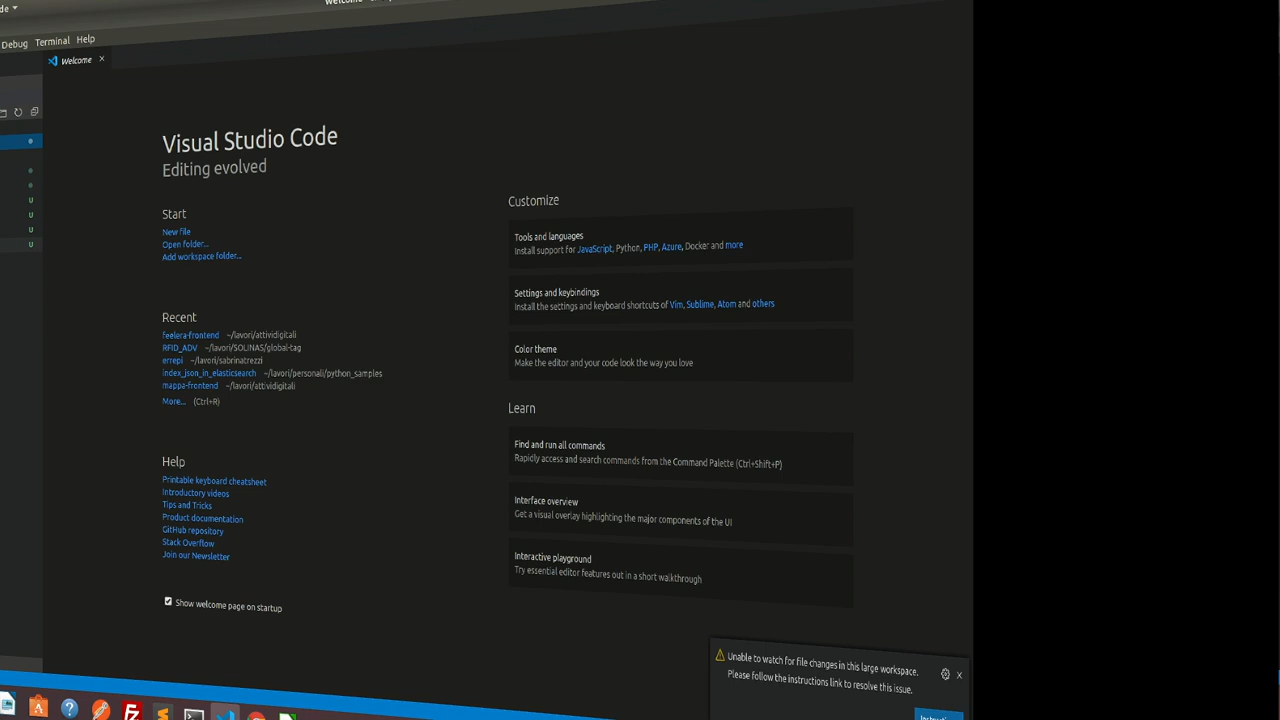 Debug Terminal Help
Welcome
Visual Studio Code
Editing evolved
Start
New file
Open folder...
Add workspace folder...
Recent
feelera-frontend ~/lavori/attividigitali
RFID_ADV ~/lavori/SOLINAS/global-tag
errepi ~/lavori/sabrinatrezzi
index_json_in_elasticsearch ~/lavori/personali/python_samples
mappa-frontend ~/lavori/attividigitali
More... (Ctrl+R)
Help
Printable keyboard cheatsheet
Introductory videos
Tips and Tricks
Product documentation
GitHub repository
Stack Overflow
Join our Newsletter
Show welcome page on startup
Customize
Tools and languages
Install support for JavaScript, Python, PHP, Azure, Docker and more
Settings and keybindings
Install the settings and keyboard shortcuts of Vim, Sublime, Atom and others
Color theme
Make the editor and your code look the way you love
Learn
Find and run all commands
Rapidly access and search commands from the Command Palette (Ctrl+Shift+P)
Interface overview
Get a visual overlay highlighting the major components of the UI
Interactive playground
Try essential editor features out in a short walkthrough
Unable to watch for file changes in this large workspace.
Please follow the instructions link to resolve this issue.
U
U
U
U